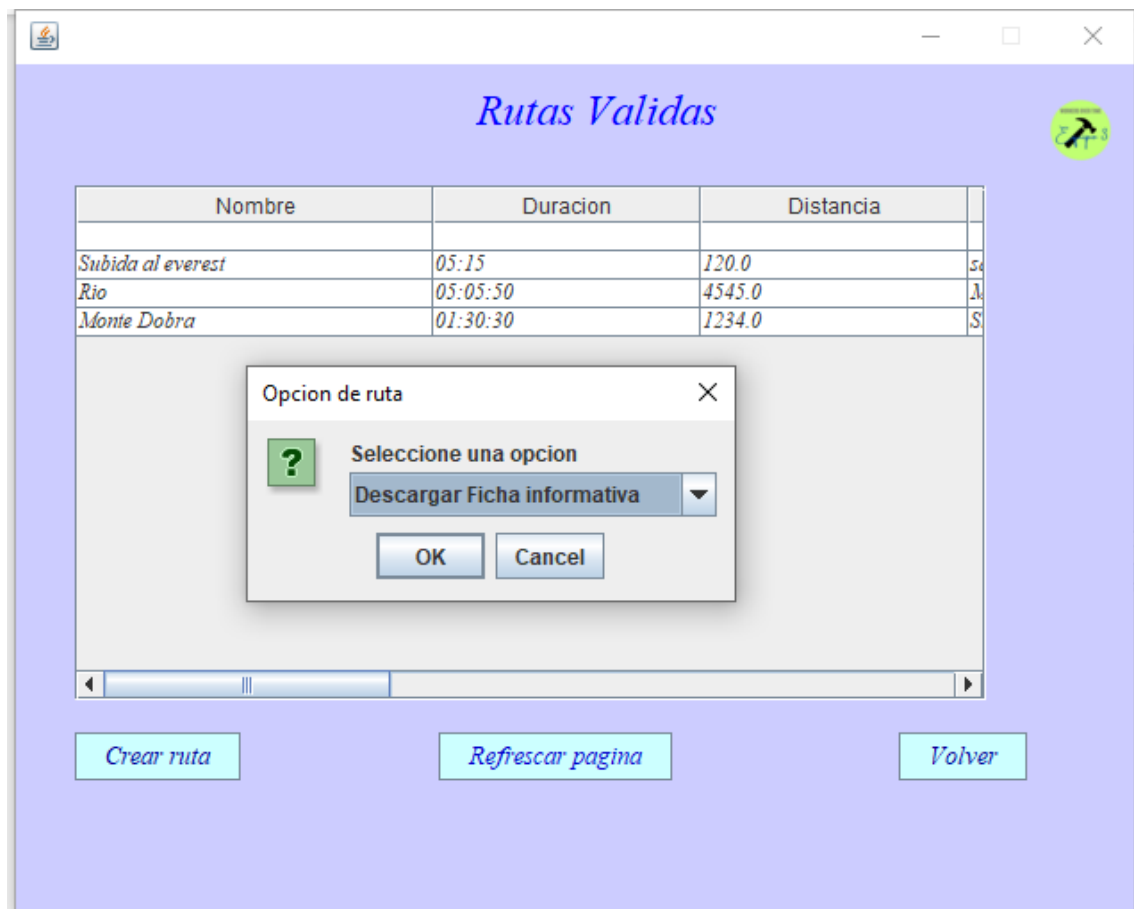 Rutas Validas
Nombre Duracion Distancia
Subida al everest 05:15 120.0
Rio 05:05:50 4545.0
Monte Dobra 01:30:30 1234.0
Opcion de ruta
Seleccione una opcion
Descargar Ficha informativa
OK Cancel
Crear ruta Refrescar pagina Volver